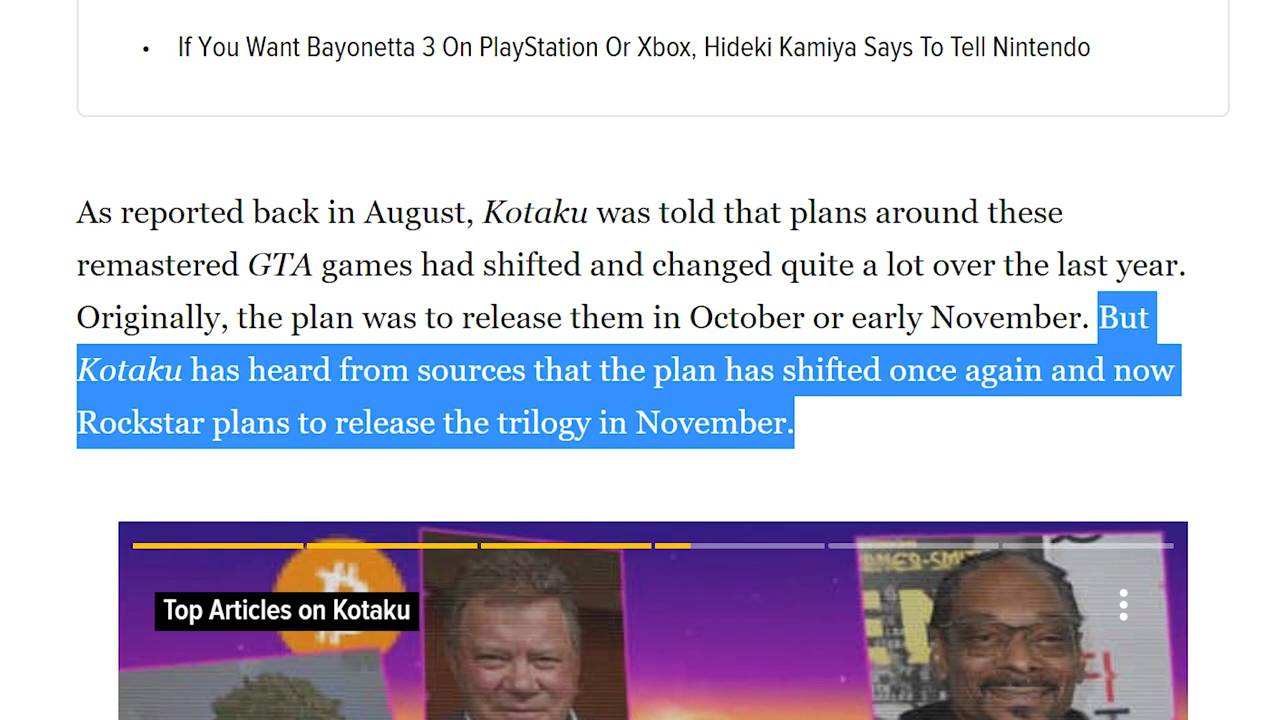 • If You Want Bayonetta 3 On PlayStation Or Xbox, Hideki Kamiya Says To Tell Nintendo
As reported back in August, Kotaku was told that plans around these
remastered GTA games had shifted and changed quite a lot over the last year.
Originally, the plan was to release them in October or early November. But
Kotaku has heard from sources that the plan has shifted once again and now
Rockstar plans to release the trilogy in November.
Top Articles on Kotaku